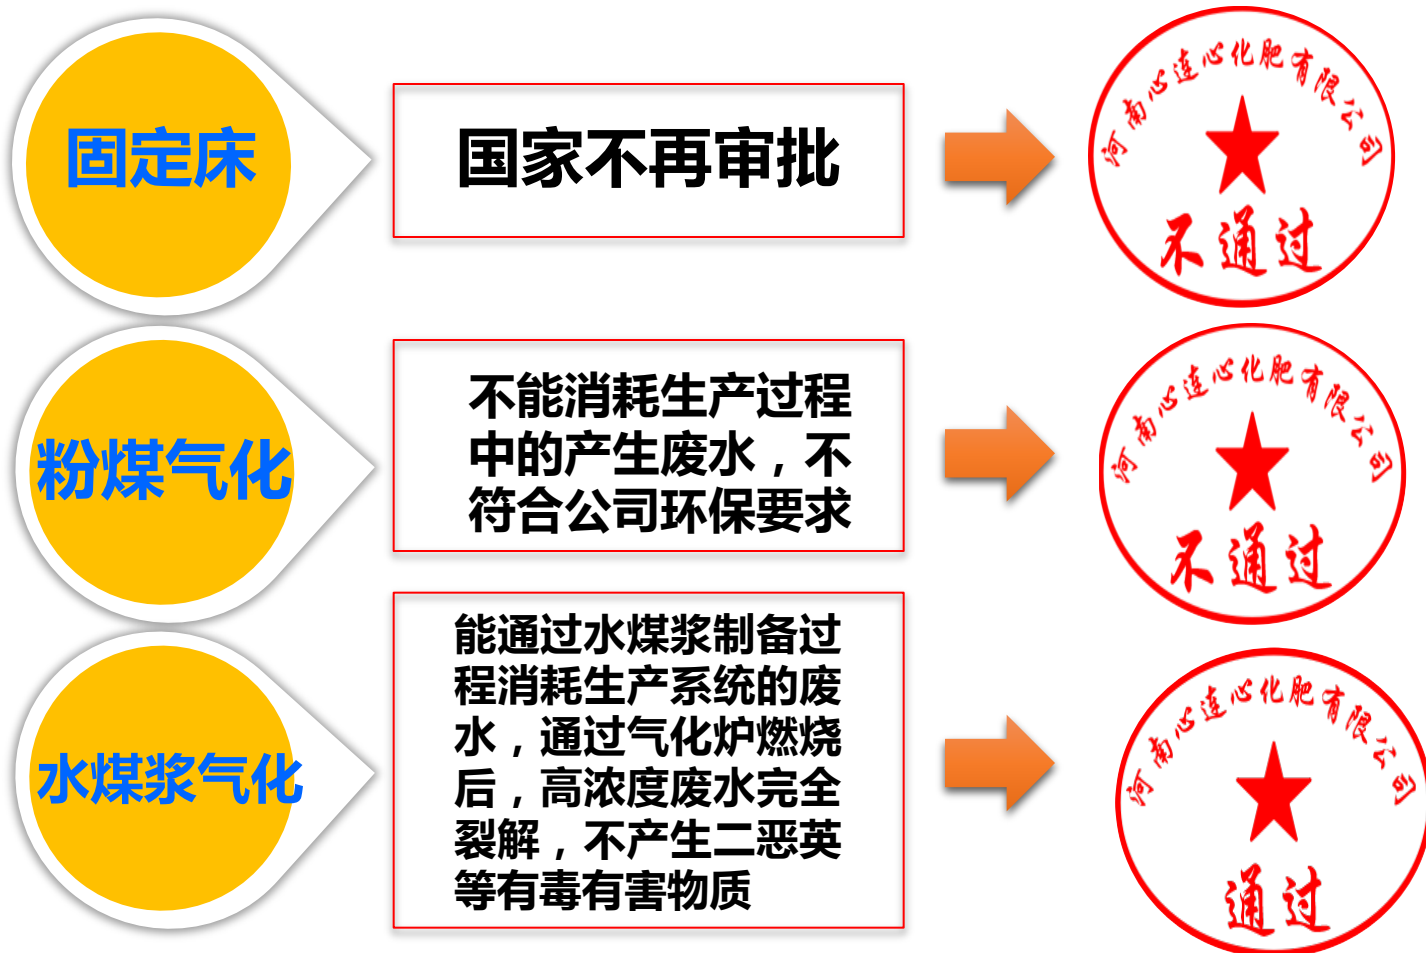 固定床
国家不再审批
河南心连心化肥有限公司
不通过
粉煤气化
不能消耗生产过程
中的产生废水，不
符合公司环保要求
河南心连心化肥有限公司
不通过
水煤浆气化
能通过水煤浆制备过
程消耗生产系统的废
水，通过气化炉燃烧
后，高浓度废水完全
裂解，不产生二恶英
等有毒有害物质
河南心连心化肥有限公司
通过